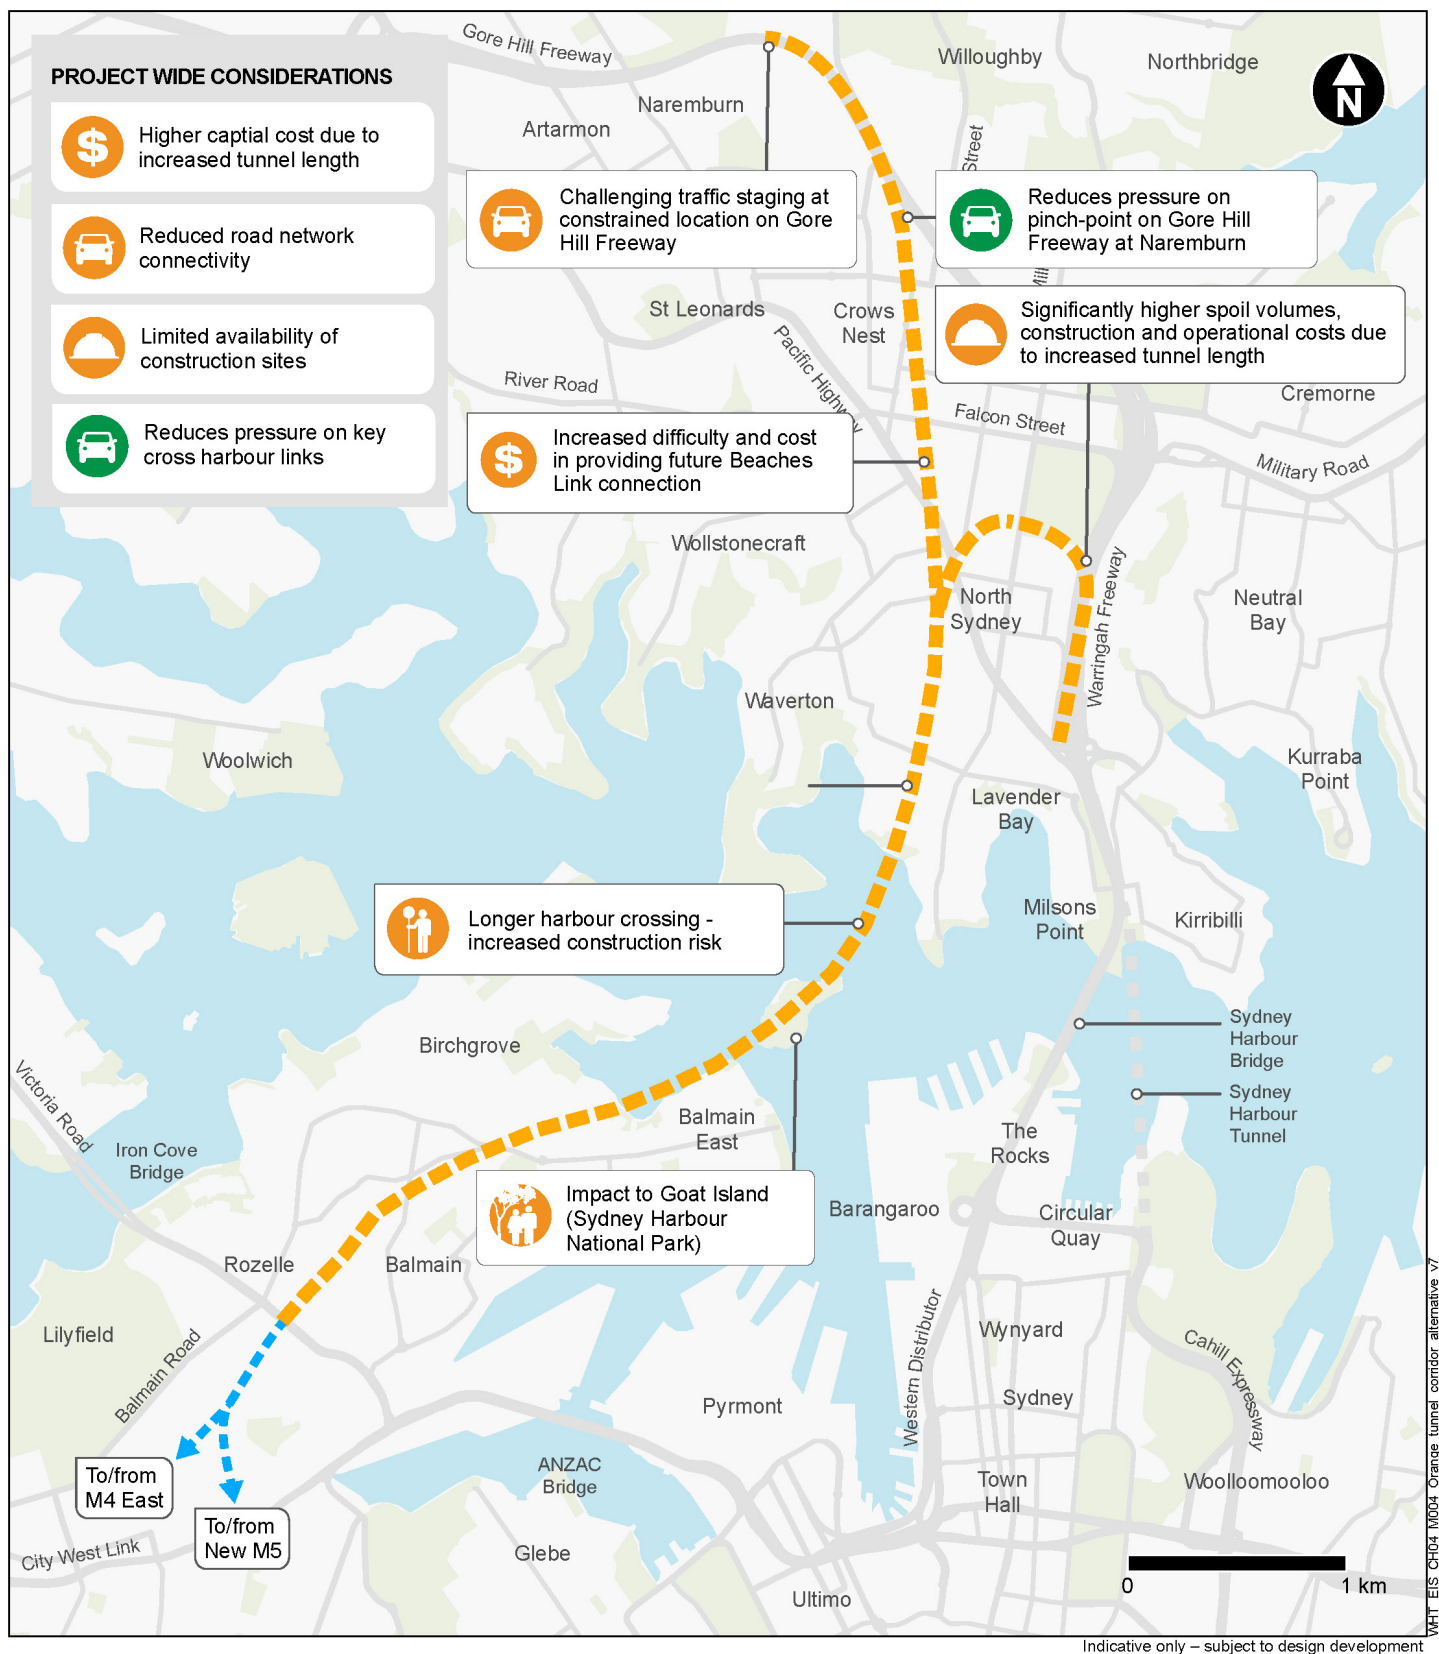 PROJECT WIDE CONSIDERATIONS
Higher captial cost due to
increased tunnel length
Reduced road network
connectivity
Limited availability of
construction sites
Reduces pressure on key
cross harbour links
Gore Hill Freeway
Willoughby
Northbridge
N
Naremburn
Artarmon
Street
Challenging traffic staging at
constrained location on Gore
Hill Freeway
Reduces pressure on
pinch-point on Gore Hill
Freeway at Naremburn
Mill
Significantly higher spoil volumes,
construction and operational costs due
to increased tunnel length
St Leonards
Crows
Nest
Pacific Highway
River Road
Falcon Street
Cremorne
Military Road
Increased difficulty and cost
in providing future Beaches
Link connection
Wollstonecraft
North
Sydney
Warringah Freeway
Neutral
Bay
Waverton
Woolwich
Kurraba
Point
Lavender
Bay
Longer harbour crossing -
increased construction risk
Milsons
Point
Kirribilli
Birchgrove
Sydney
Harbour
Bridge
Sydney
Harbour
Tunnel
Victoria Road
Iron Cove
Bridge
Balmain
East
The
Rocks
Impact to Goat Island
(Sydney Harbour
National Park)
Barangaroo
Circular
Quay
Rozelle
Balmain
Lilyfield
Balmain Road
Western Distributor
Wynyard
Cahill Expressway
Sydney
Pyrmont
To/from
M4 East
ANZAC
Bridge
Town
Hall
Woolloomooloo
To/from
New M5
City West Link
Glebe
Ultimo
0
1 km
WHT_EIS_CH04_M004_Orange_tunnel_corridor_alternative_v7
Indicative only – subject to design development